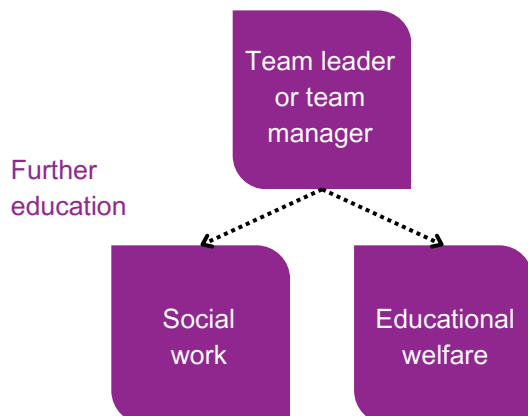 Team leader
or team
manager
Further
education
Social
work
Educational
welfare